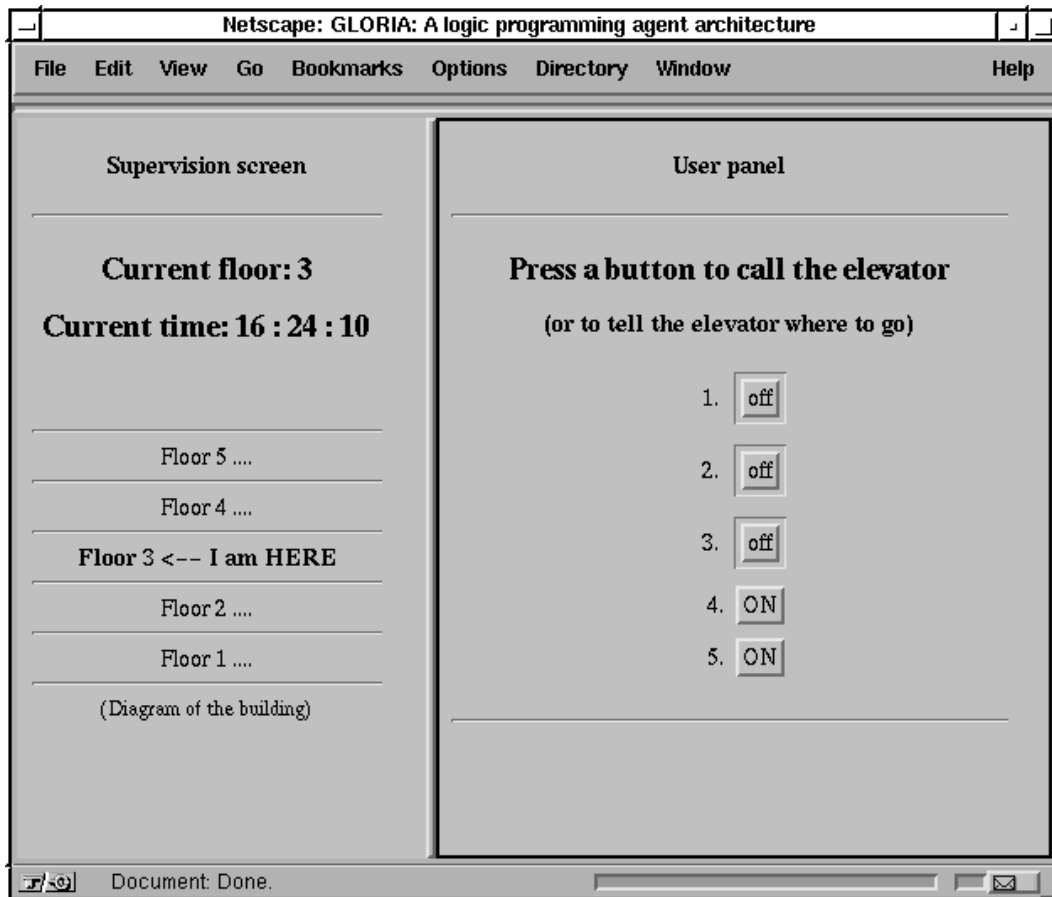 Netscape: GLORIA: A logic programming agent architecture
File Edit View Go Bookmarks Options Directory Window Help
Supervision screen
Current floor: 3
Current time: 16 : 24 : 10
Floor 5 ....
Floor 4 ....
Floor 3 <-- I am HERE
Floor 2 ....
Floor 1 ....
(Diagram of the building)
User panel
Press a button to call the elevator
(or to tell the elevator where to go)
1. off
2. off
3. off
4. ON
5. ON
Document: Done.